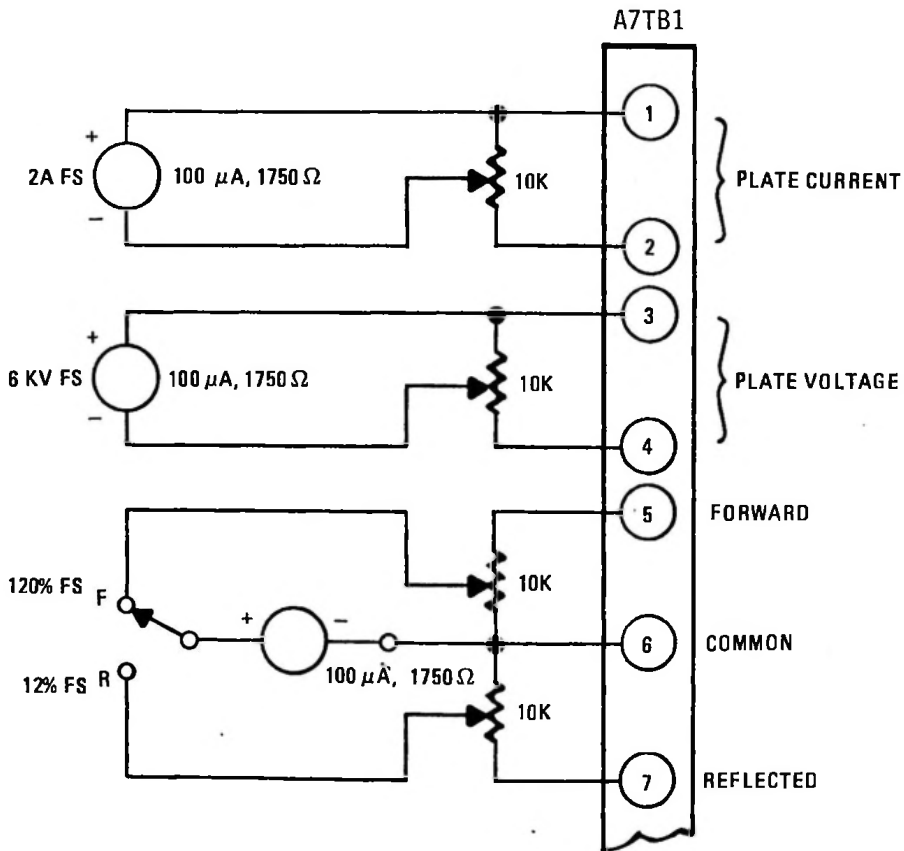 A7TB1
1
+
2A FS
100 μA, 1750 Ω
10K
PLATE CURRENT
−
2
3
+
6 KV FS
100 μA, 1750 Ω
10K
PLATE VOLTAGE
−
4
5
FORWARD
120% FS
F
10K
+
−
6
COMMON
100 μA, 1750 Ω
12% FS
R
10K
7
REFLECTED